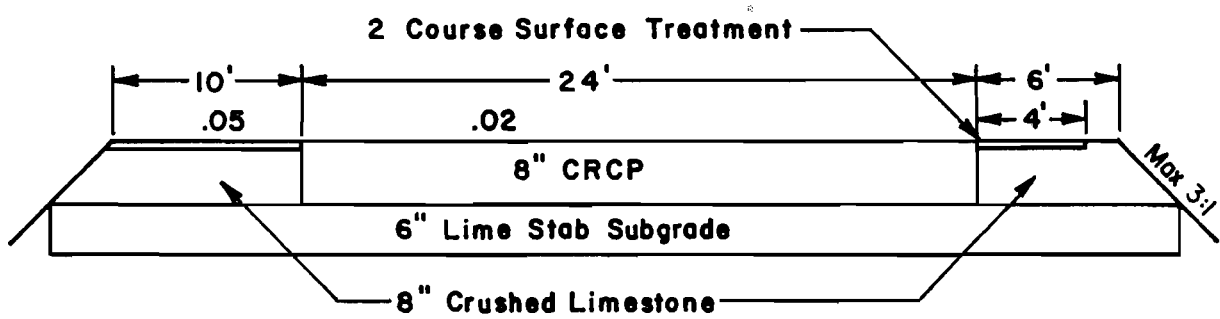 2 Course Surface Treatment
10'
24'
6'
.05
.02
4'
8" CRCP
Max 3:1
6" Lime Stab Subgrade
8" Crushed Limestone